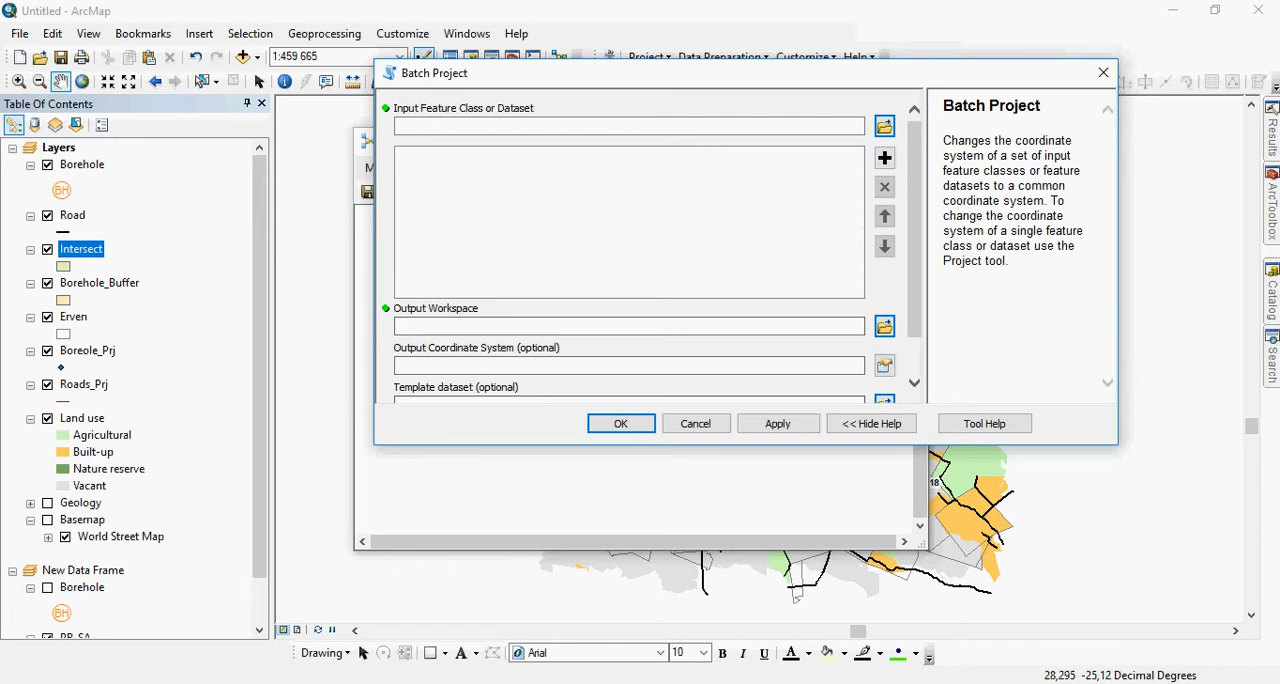 Untitled - ArcMap
File Edit View Bookmarks Insert Selection Geoprocessing Customize Windows Help
1:459 665
Project Data Preparation Customize Help
Table Of Contents
Layers
Borehole
BH
Road
Intersect
Borehole_Buffer
Erven
Boreole_Prj
Roads_Prj
Land use
Agricultural
Built-up
Nature reserve
Vacant
Geology
Basemap
World Street Map
New Data Frame
Borehole
BH
M
Batch Project
Input Feature Class or Dataset
Output Workspace
Output Coordinate System (optional)
Template dataset (optional)
OK Cancel Apply << Hide Help Tool Help
Batch Project
Changes the coordinate
system of a set of input
feature classes or feature
datasets to a common
coordinate system. To
change the coordinate
system of a single feature
class or dataset use the
Project tool.
18
Results
ArcToolbox
Catalog
Search
Drawing Arial 10 B I U A
28,295 -25,12 Decimal Degrees